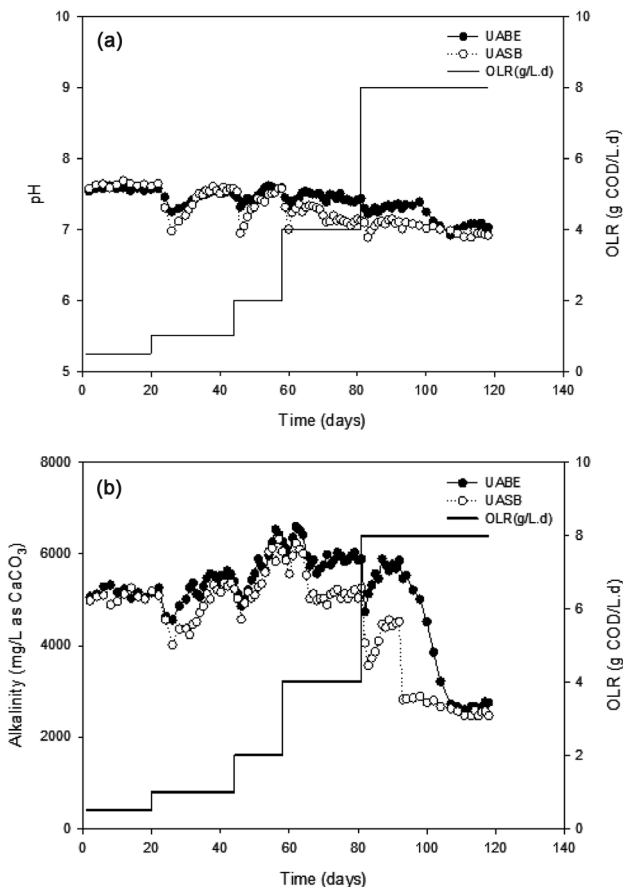 (a)
UABE
UASB
OLR(g/L.d)
10
9
8
7
6
5
pH
10
8
6
4
2
0
OLR (g COD/L.d)
0 20 40 60 80 100 120 140
Time (days)
(b)
UABE
UASB
OLR(g/L.d)
8000
6000
4000
2000
0
Alkalinity (mg/L as CaCO₃)
10
8
6
4
2
0
OLR (g COD/L.d)
0 20 40 60 80 100 120 140
Time (days)